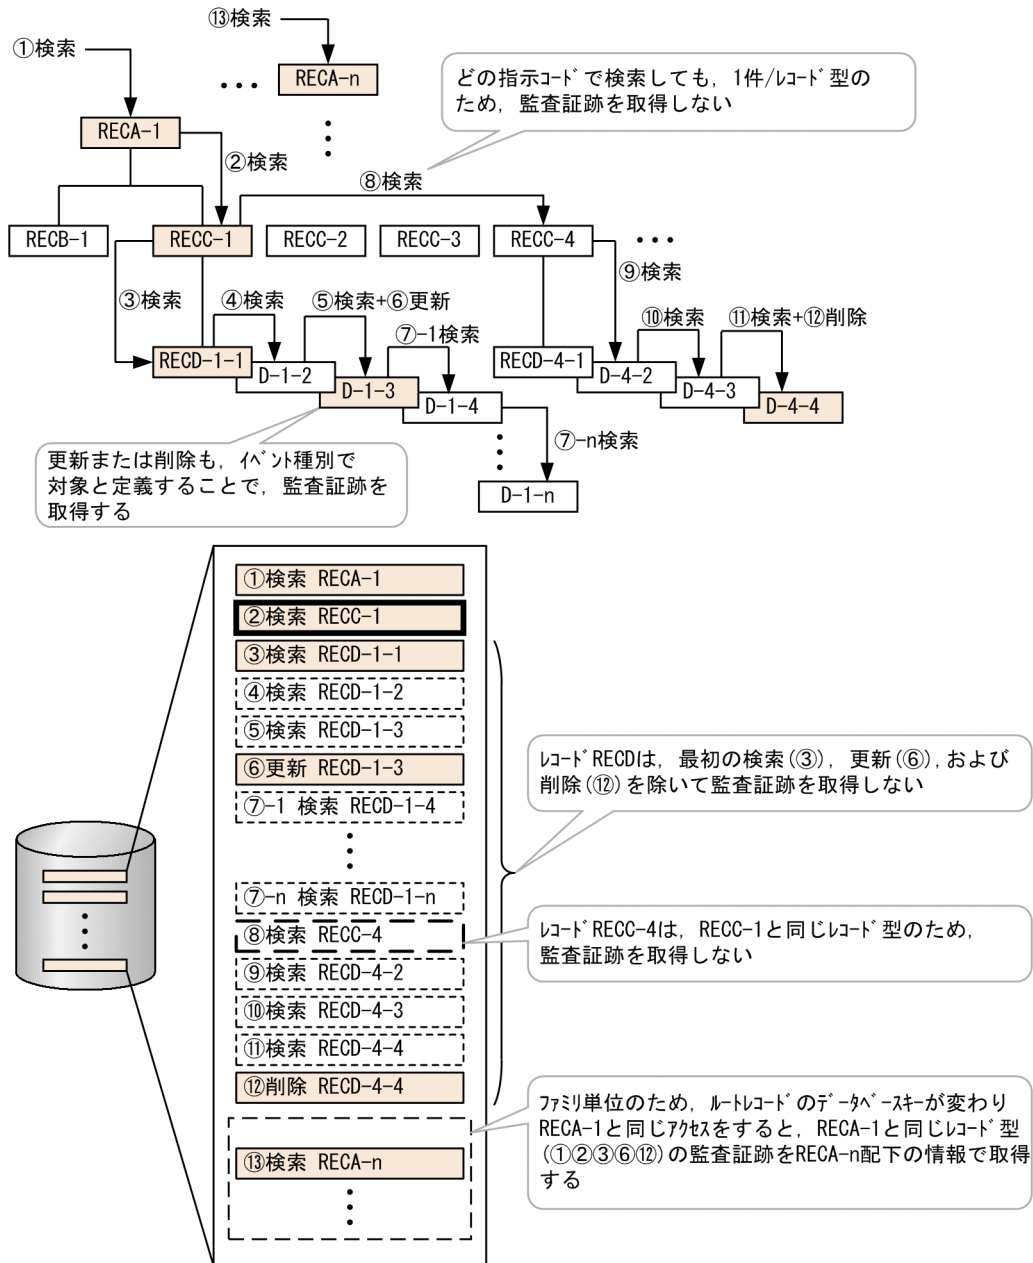 ⑬検索
①検索
RECA-n
どの指示ｺｰﾄﾞで検索しても，1件/ﾚｺｰﾄﾞ型の
ため，監査証跡を取得しない
RECA-1
②検索
⑧検索
RECB-1
RECC-1
RECC-2
RECC-3
RECC-4
⑨検索
③検索
④検索
⑤検索+⑥更新
⑦-1検索
⑩検索
⑪検索+⑫削除
RECD-1-1
D-1-2
D-1-3
D-1-4
RECD-4-1
D-4-2
D-4-3
D-4-4
⑦-n検索
D-1-n
更新または削除も，ｲﾍﾞﾝﾄ種別で
対象と定義することで，監査証跡を
取得する
①検索 RECA-1
②検索 RECC-1
③検索 RECD-1-1
④検索 RECD-1-2
⑤検索 RECD-1-3
⑥更新 RECD-1-3
⑦-1 検索 RECD-1-4
⑦-n 検索 RECD-1-n
⑧検索 RECC-4
⑨検索 RECD-4-2
⑩検索 RECD-4-3
⑪検索 RECD-4-4
⑫削除 RECD-4-4
⑬検索 RECA-n
ﾚｺｰﾄﾞRECDは，最初の検索(③)，更新(⑥),および
削除(⑫)を除いて監査証跡を取得しない
ﾚｺｰﾄﾞRECC-4は，RECC-1と同じﾚｺｰﾄﾞ型のため，
監査証跡を取得しない
ﾌｧﾐﾘ単位のため，ﾙｰﾄﾚｺｰﾄﾞのﾃﾞｰﾀﾍﾞｰｽｷｰが変わり
RECA-1と同じｱｸｾｽをすると，RECA-1と同じﾚｺｰﾄﾞ型
(①②③⑥⑫)の監査証跡をRECA-n配下の情報で取得
する